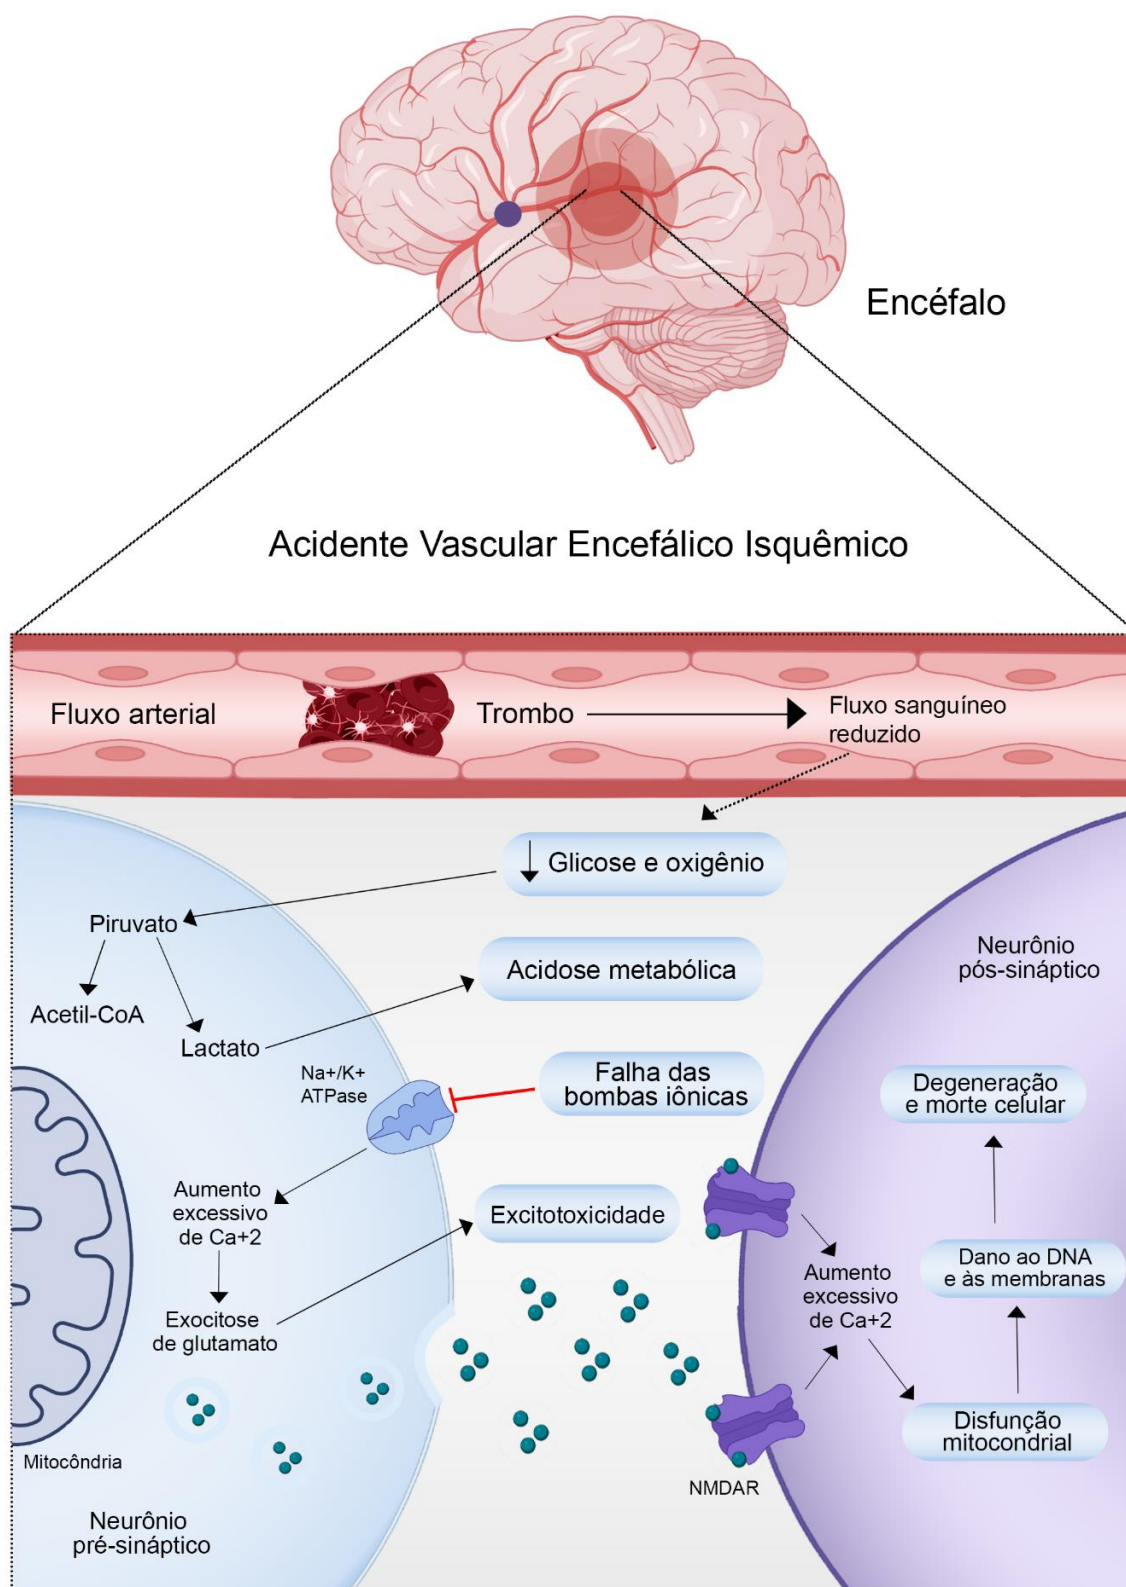 Encéfalo
Acidente Vascular Encefálico Isquêmico
Fluxo arterial
Trombo
Fluxo sanguíneo
reduzido
Glicose e oxigênio
Piruvato
Acetil-CoA
Lactato
Acidose metabólica
Neurônio
pós-sináptico
Na+/K+
ATPase
Falha das
bombas iônicas
Degeneração
e morte celular
Aumento
excessivo
de Ca+2
Excitotoxicidade
Exocitose
de glutamato
Aumento
excessivo
de Ca+2
Dano ao DNA
e às membranas
Disfunção
mitocondrial
Mitocôndria
NMDAR
Neurônio
pré-sináptico